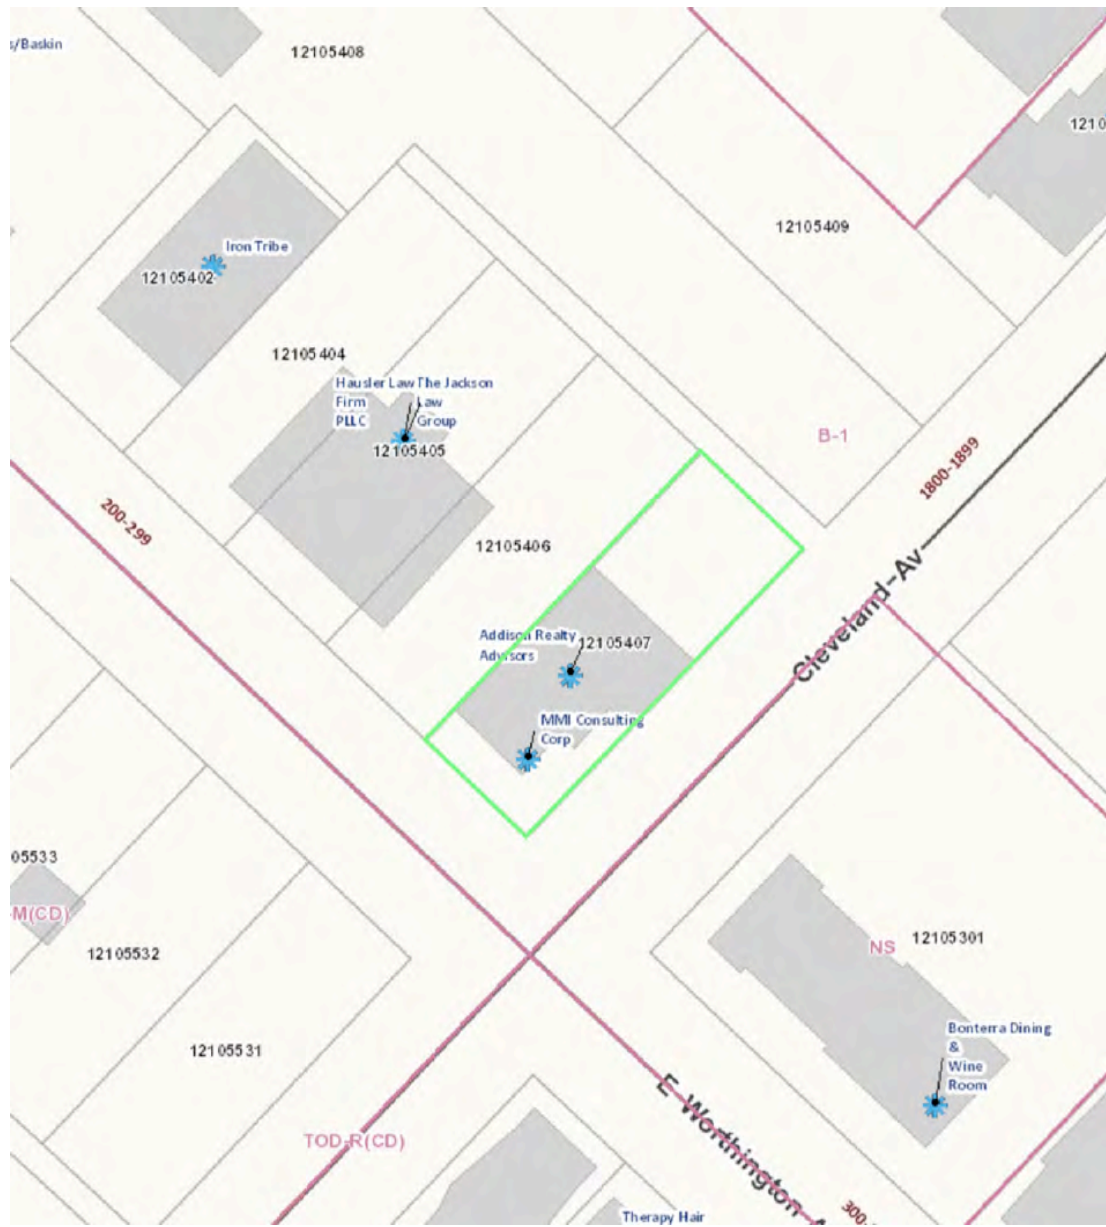 s/Baskin
12105408
1210
12105409
Iron Tribe
12105402
12105404
Hausler Law
Firm
PLLC
The Jackson
Law
Group
12105405
B-1
1800-1899
200-299
12105406
Cleveland-Av
Addison Realty
Advisors
12105407
MMI Consulting
Corp
05533
-M(CD)
12105532
NS
12105301
12105531
Bonterra Dining
&
Wine
Room
TOD-R(CD)
E Worthington
300-
Therapy Hair